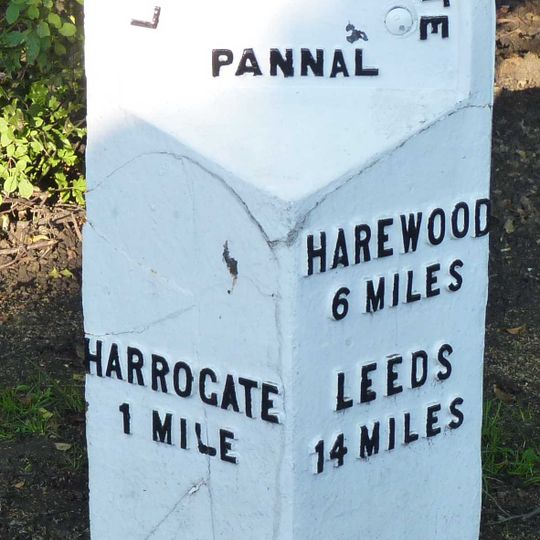 PANNAL
HARROGATE
1 MILE
HAREWOOD
6 MILES
LEEDS
14 MILES